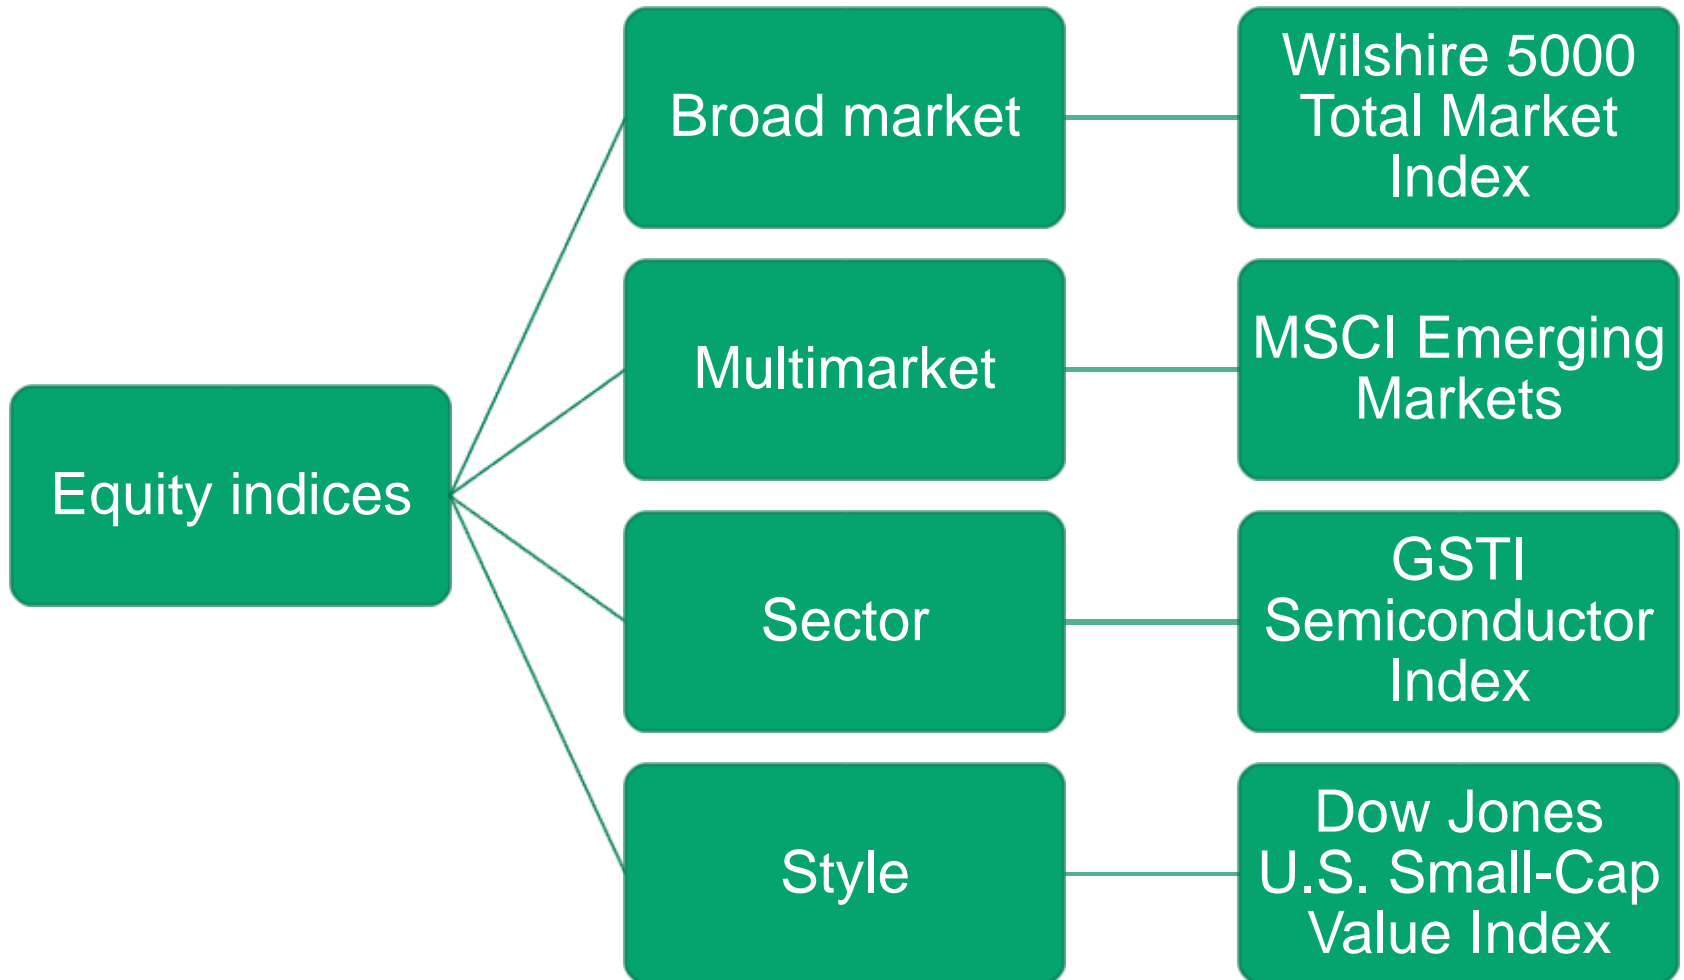 Equity indices
Broad market
Wilshire 5000
Total Market
Index
Multimarket
MSCI Emerging
Markets
Sector
GSTI
Semiconductor
Index
Style
Dow Jones
U.S. Small-Cap
Value Index